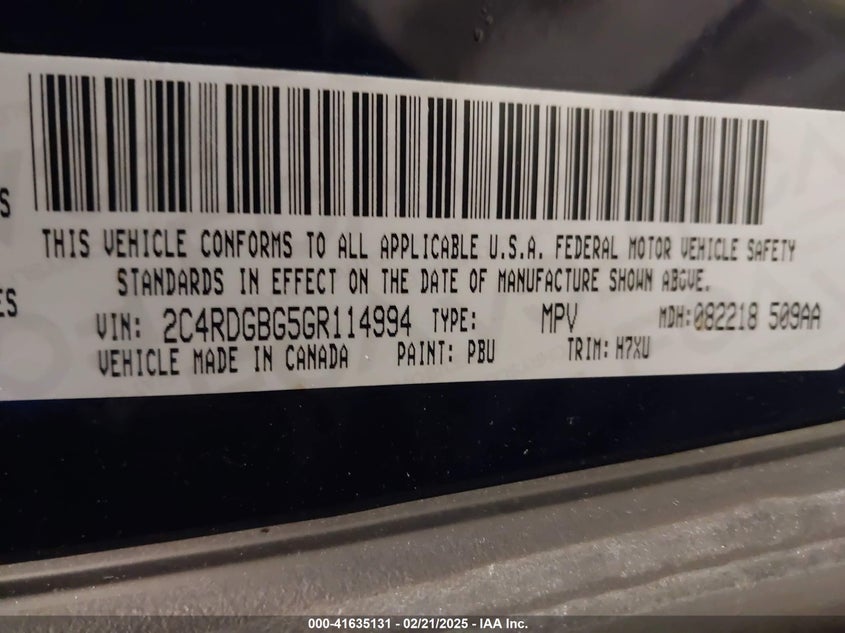 S
THIS VEHICLE CONFORMS TO ALL APPLICABLE U.S.A. FEDERAL MOTOR VEHICLE SAFETY
STANDARDS IN EFFECT ON THE DATE OF MANUFACTURE SHOWN ABOVE.
ES
VIN: 2C4RDGBG5GR114994 TYPE: MPV MDH:082218 509AA
VEHICLE MADE IN CANADA PAINT: PBU TRIM: H7XU
000-41635131 - 02/21/2025 - IAA Inc.